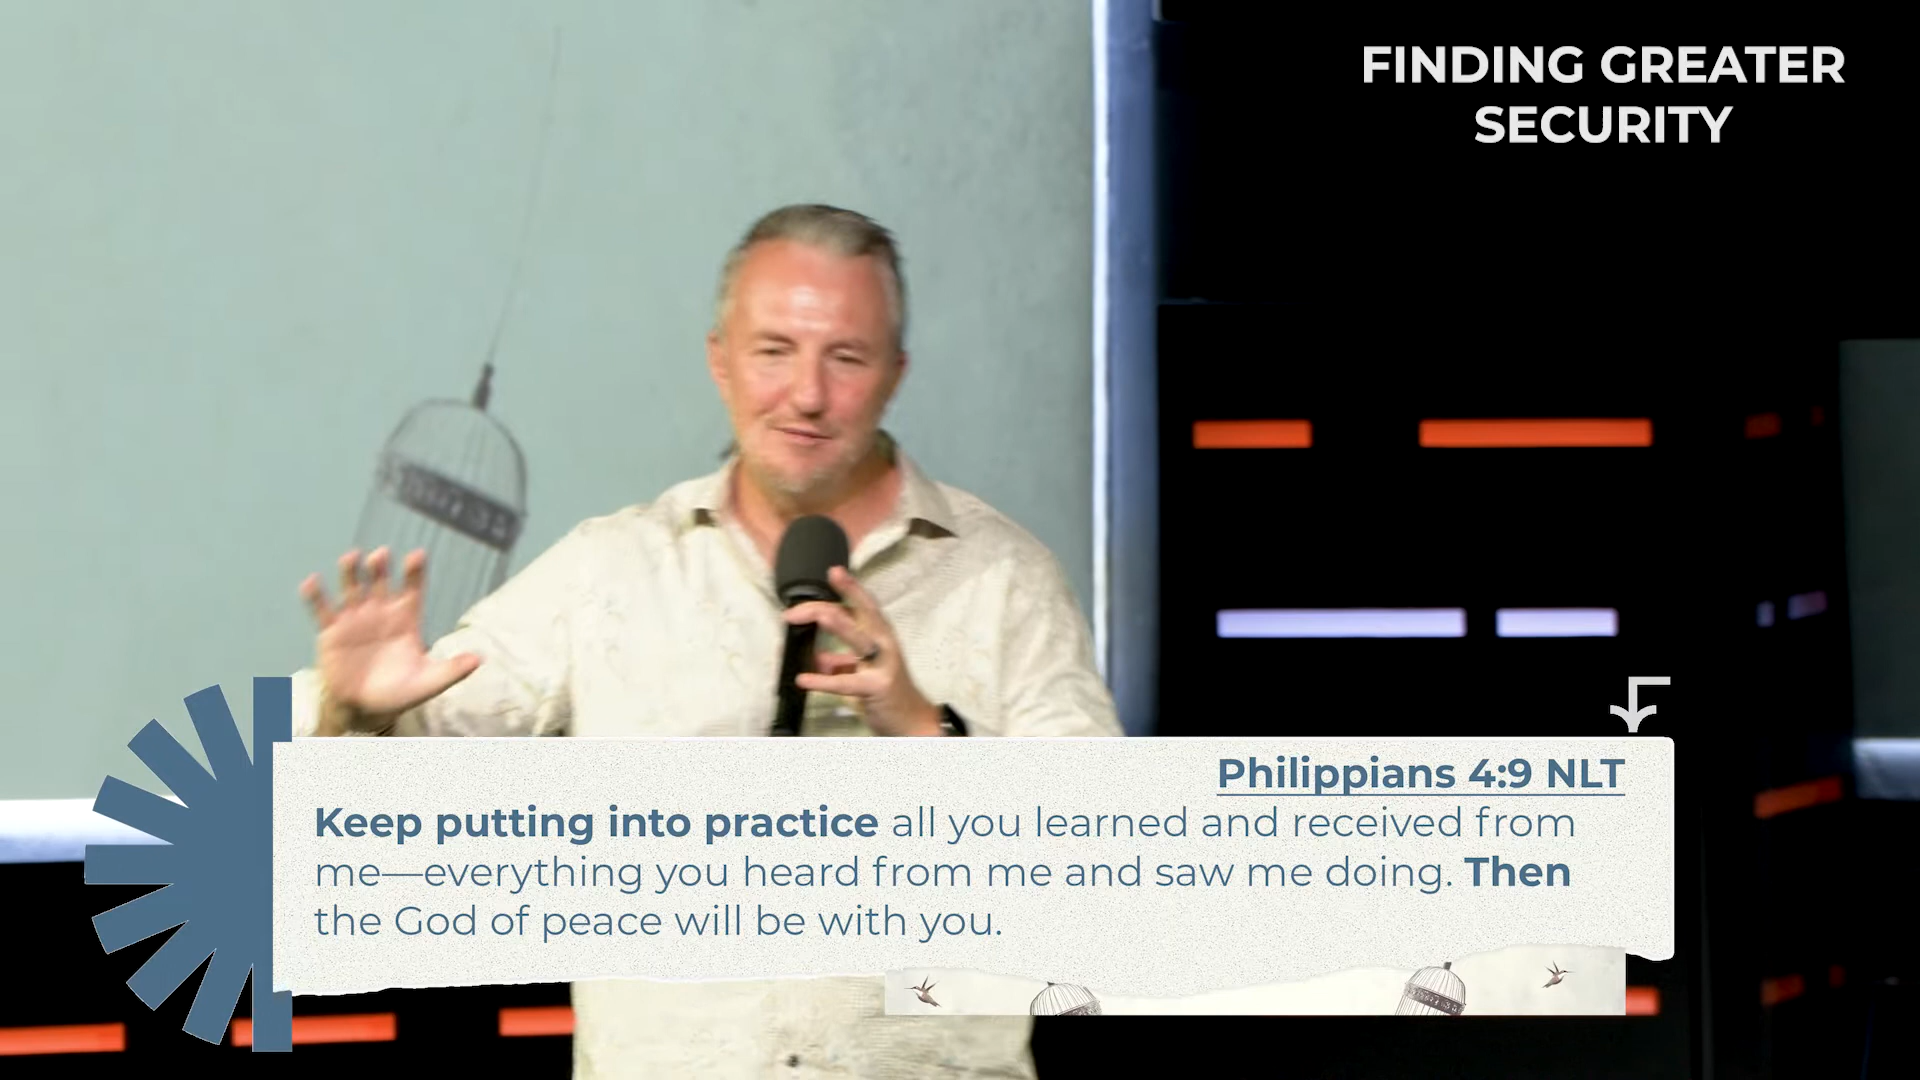 FINDING GREATER
SECURITY
Philippians 4:9 NLT
Keep putting into practice all you learned and received from
me—everything you heard from me and saw me doing. Then
the God of peace will be with you.